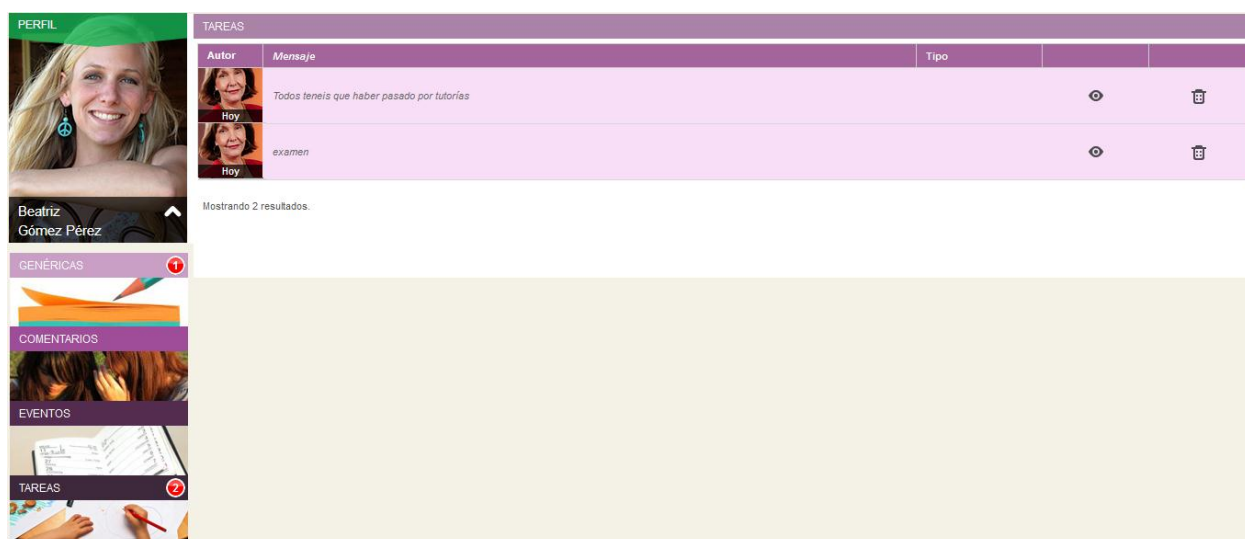 PERFIL
Beatriz
Gómez Pérez
GENÉRICAS 1
COMENTARIOS
EVENTOS
TAREAS 2
TAREAS
Autor Mensaje Tipo
Hoy Todos teneis que haber pasado por tutorías
Hoy examen
Mostrando 2 resultados.